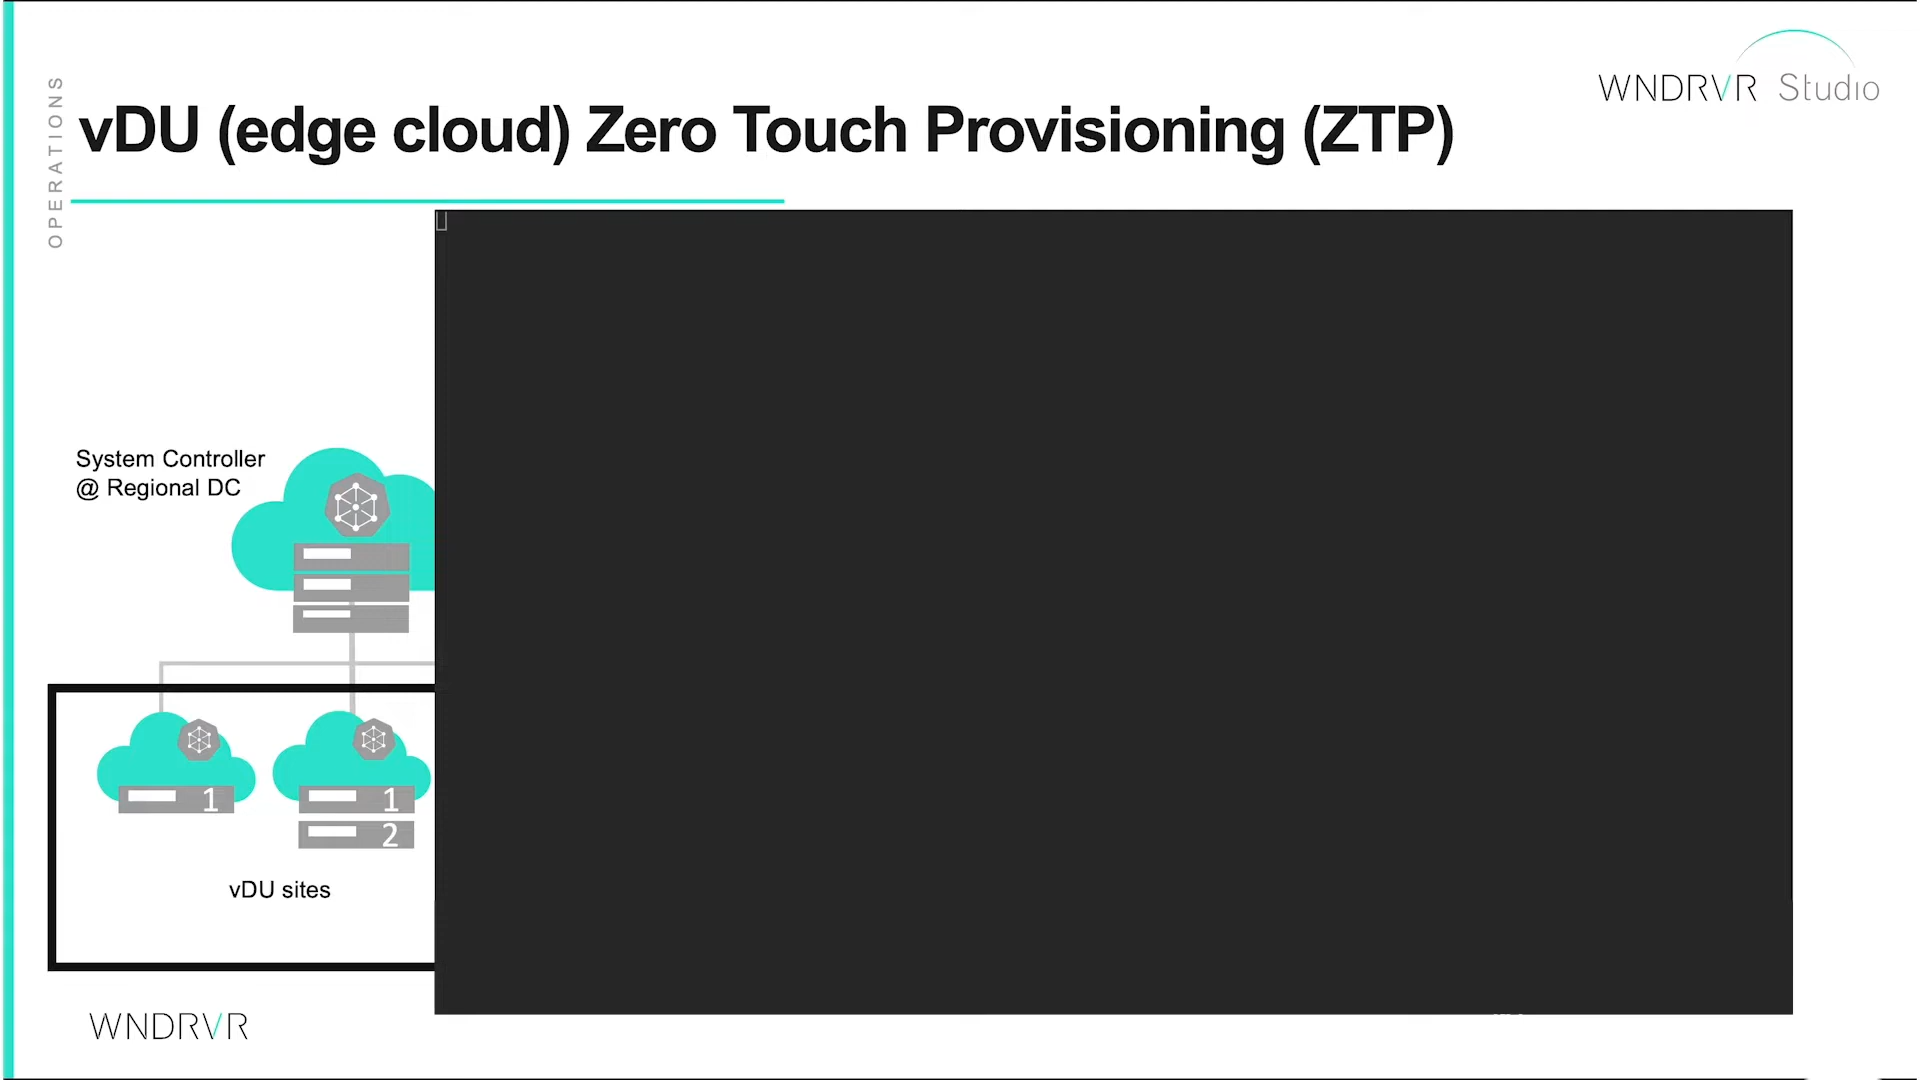 OPERATIONS
vDU (edge cloud) Zero Touch Provisioning (ZTP)
WNDRVR Studio
System Controller
@ Regional DC
1
1
2
vDU sites
WNDRVR